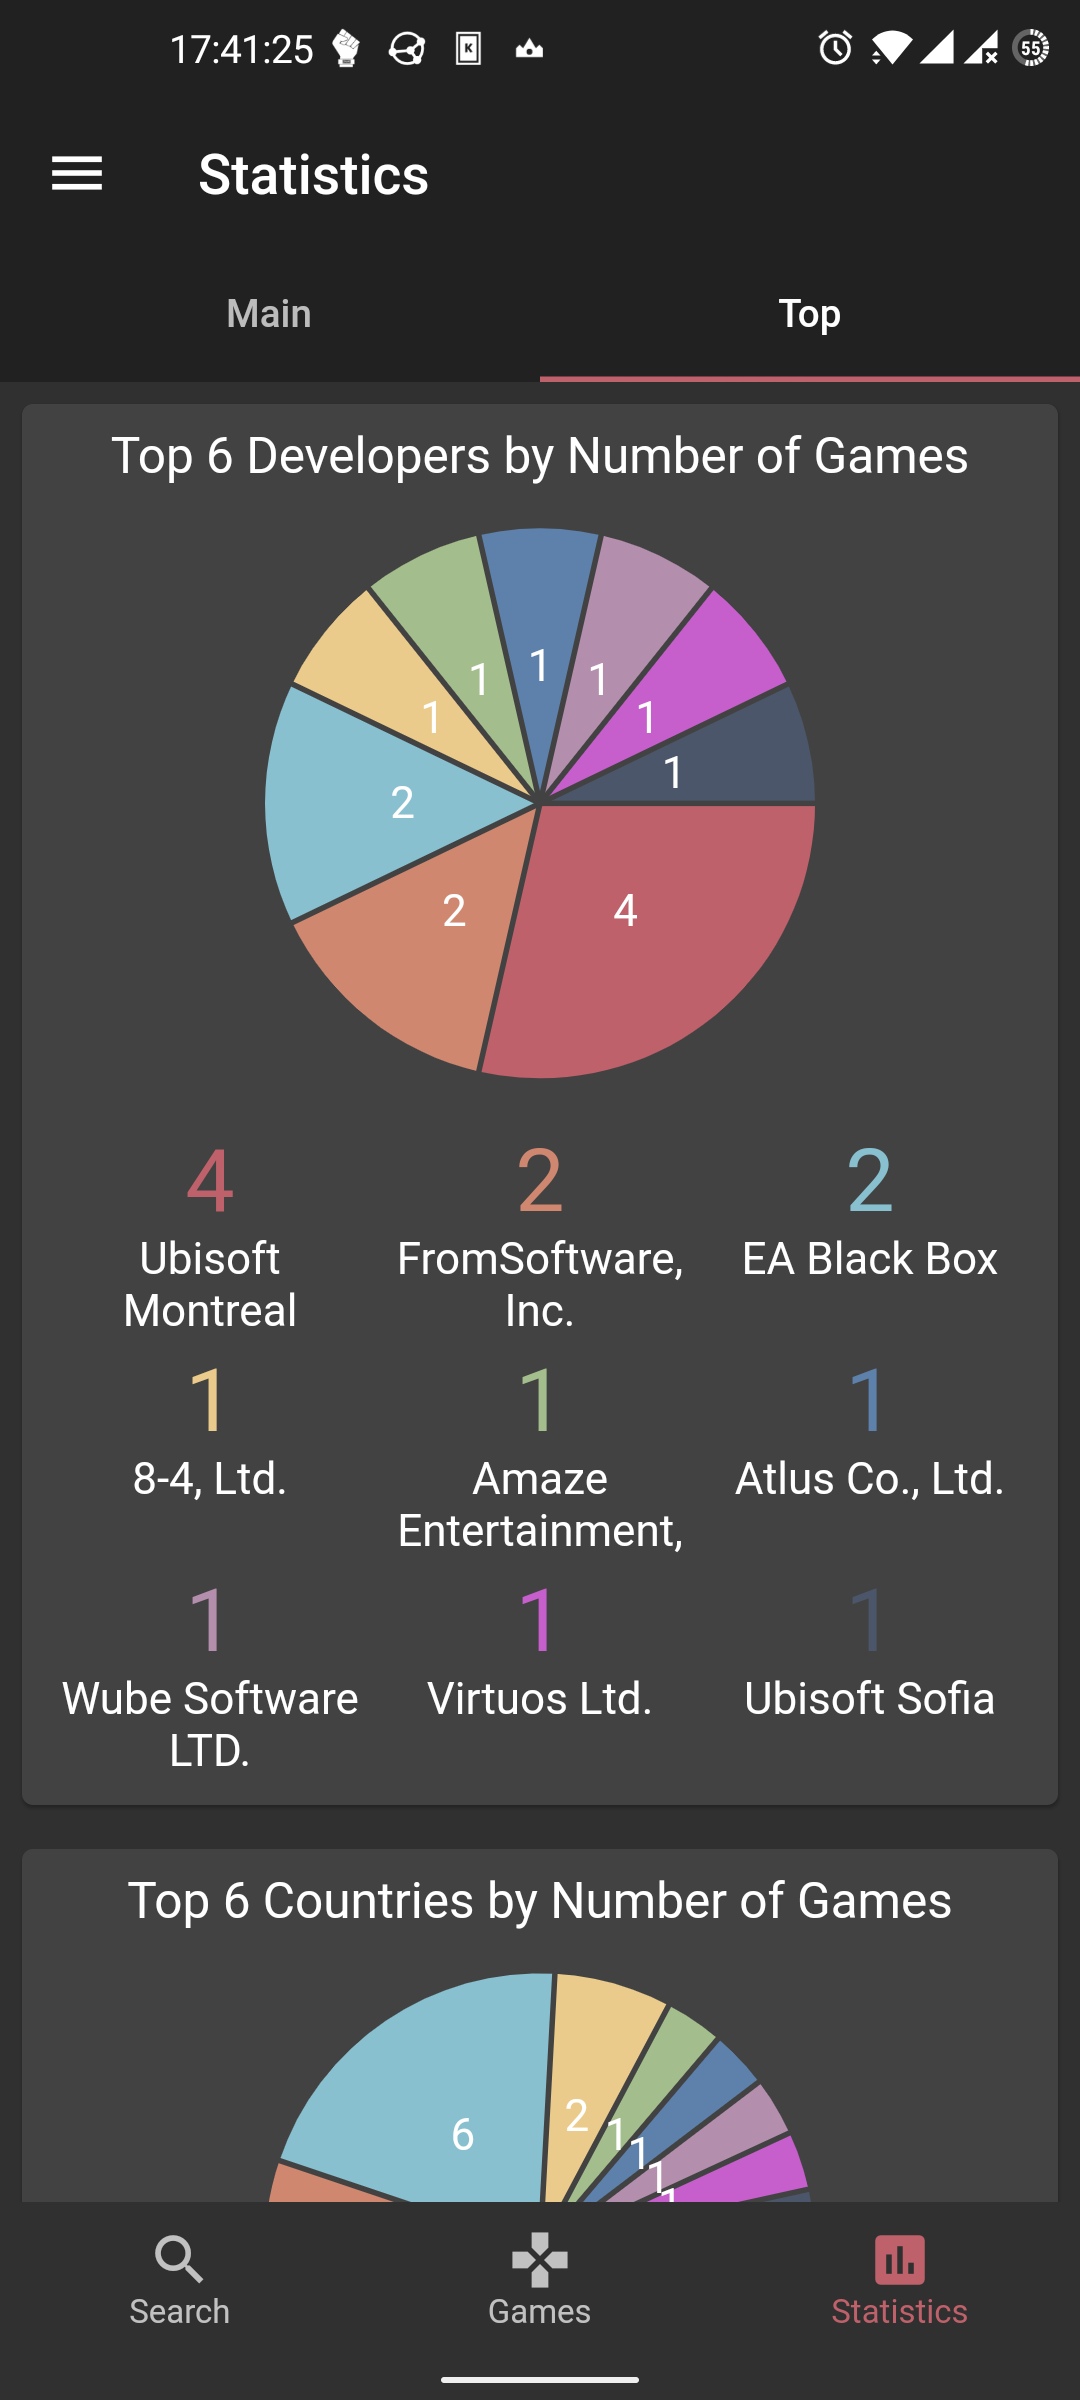 17:41:25 K 55
Statistics
Main Top
Top 6 Developers by Number of Games
1
1 1
1 1
1
2
2 4
4 2 2
Ubisoft FromSoftware, EA Black Box
Montreal Inc.
1 1 1
8-4, Ltd. Amaze Atlus Co., Ltd.
Entertainment,
1 1 1
Wube Software Virtuos Ltd. Ubisoft Sofia
LTD.
Top 6 Countries by Number of Games
2
6 1
1
1
1
Search Games Statistics